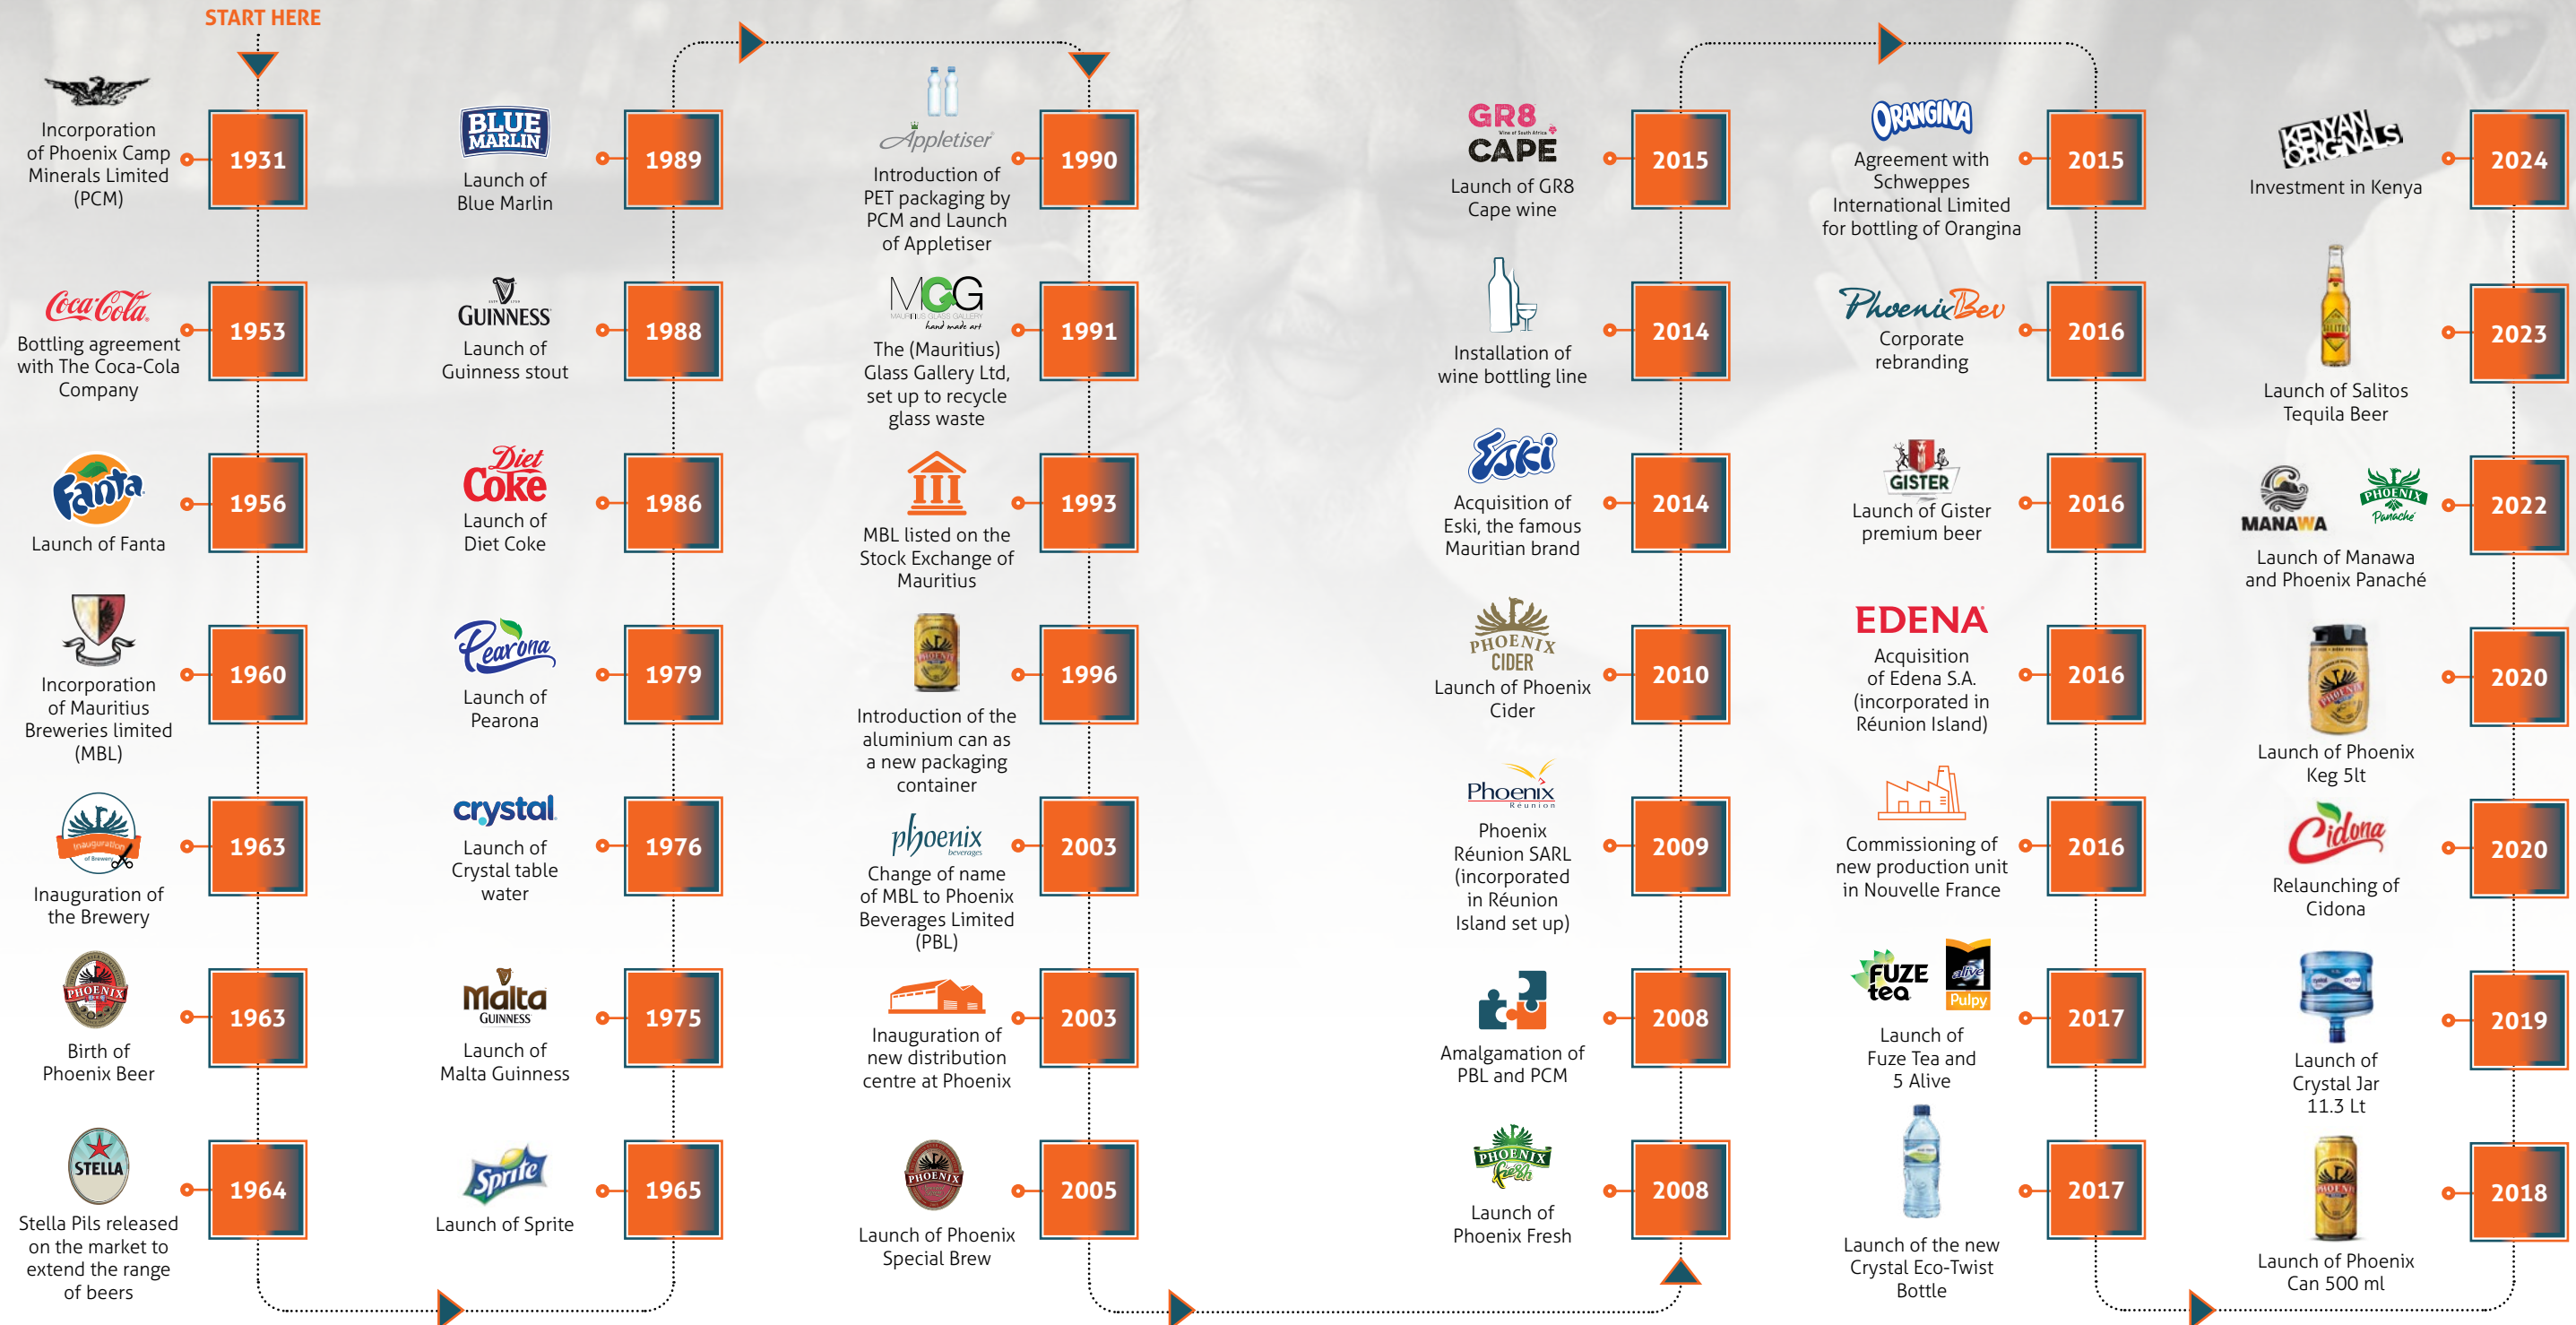 START HERE
Incorporation
of Phoenix Camp
Minerals Limited
(PCM)
1931
Coca-Cola
Bottling agreement
with The Coca-Cola
Company
1953
Fanta
Launch of Fanta
1956
Incorporation
of Mauritius
Breweries limited
(MBL)
1960
Inauguration
of Brewery
Inauguration of
the Brewery
1963
PHOENIX
Birth of
Phoenix Beer
1963
STELLA
Stella Pils released
on the market to
extend the range
of beers
1964
Sprite
Launch of Sprite
1965
Malta
GUINNESS
Launch of
Malta Guinness
1975
crystal
Launch of
Crystal table
water
1976
Pearona
Launch of
Pearona
1979
Diet
Coke
Launch of
Diet Coke
1986
GUINNESS
Launch of
Guinness stout
1988
BLUE
MARLIN
Launch of
Blue Marlin
1989
Appletiser
Introduction of
PET packaging by
PCM and Launch
of Appletiser
1990
MGG
MAURITIUS GLASS GALLERY
hand made art
The (Mauritius)
Glass Gallery Ltd,
set up to recycle
glass waste
1991
MBL listed on the
Stock Exchange of
Mauritius
1993
PHOENIX
Introduction of the
aluminium can as
a new packaging
container
1996
phoenix
beverages
Change of name
of MBL to Phoenix
Beverages Limited
(PBL)
2003
Inauguration of
new distribution
centre at Phoenix
2003
PHOENIX
Launch of Phoenix
Special Brew
2005
PHOENIX
Fresh
Launch of
Phoenix Fresh
2008
Amalgamation of
PBL and PCM
2008
Phoenix
Réunion
Phoenix
Réunion SARL
(incorporated
in Réunion
Island set up)
2009
PHOENIX
CIDER
Launch of Phoenix
Cider
2010
Eski
Acquisition of
Eski, the famous
Mauritian brand
2014
Installation of
wine bottling line
2014
GR8
Wine of South Africa
CAPE
Launch of GR8
Cape wine
2015
ORANGINA
Agreement with
Schweppes
International Limited
for bottling of Orangina
2015
PhoenixBev
Corporate
rebranding
2016
GISTER
Launch of Gister
premium beer
2016
EDENA
Acquisition
of Edena S.A.
(incorporated in
Réunion Island)
2016
Commissioning of
new production unit
in Nouvelle France
2016
FUZE
tea
alive
Pulpy
Launch of
Fuze Tea and
5 Alive
2017
Launch of the new
Crystal Eco-Twist
Bottle
2017
PHOENIX
Launch of Phoenix
Can 500 ml
2018
Launch of
Crystal Jar
11.3 Lt
2019
Cidona
Relaunching of
Cidona
2020
PHOENIX
Launch of Phoenix
Keg 5lt
2020
MANAWA
PHOENIX
Panaché
Launch of Manawa
and Phoenix Panaché
2022
SALITOS
Launch of Salitos
Tequila Beer
2023
KENYAN
ORIGINALS
Investment in Kenya
2024